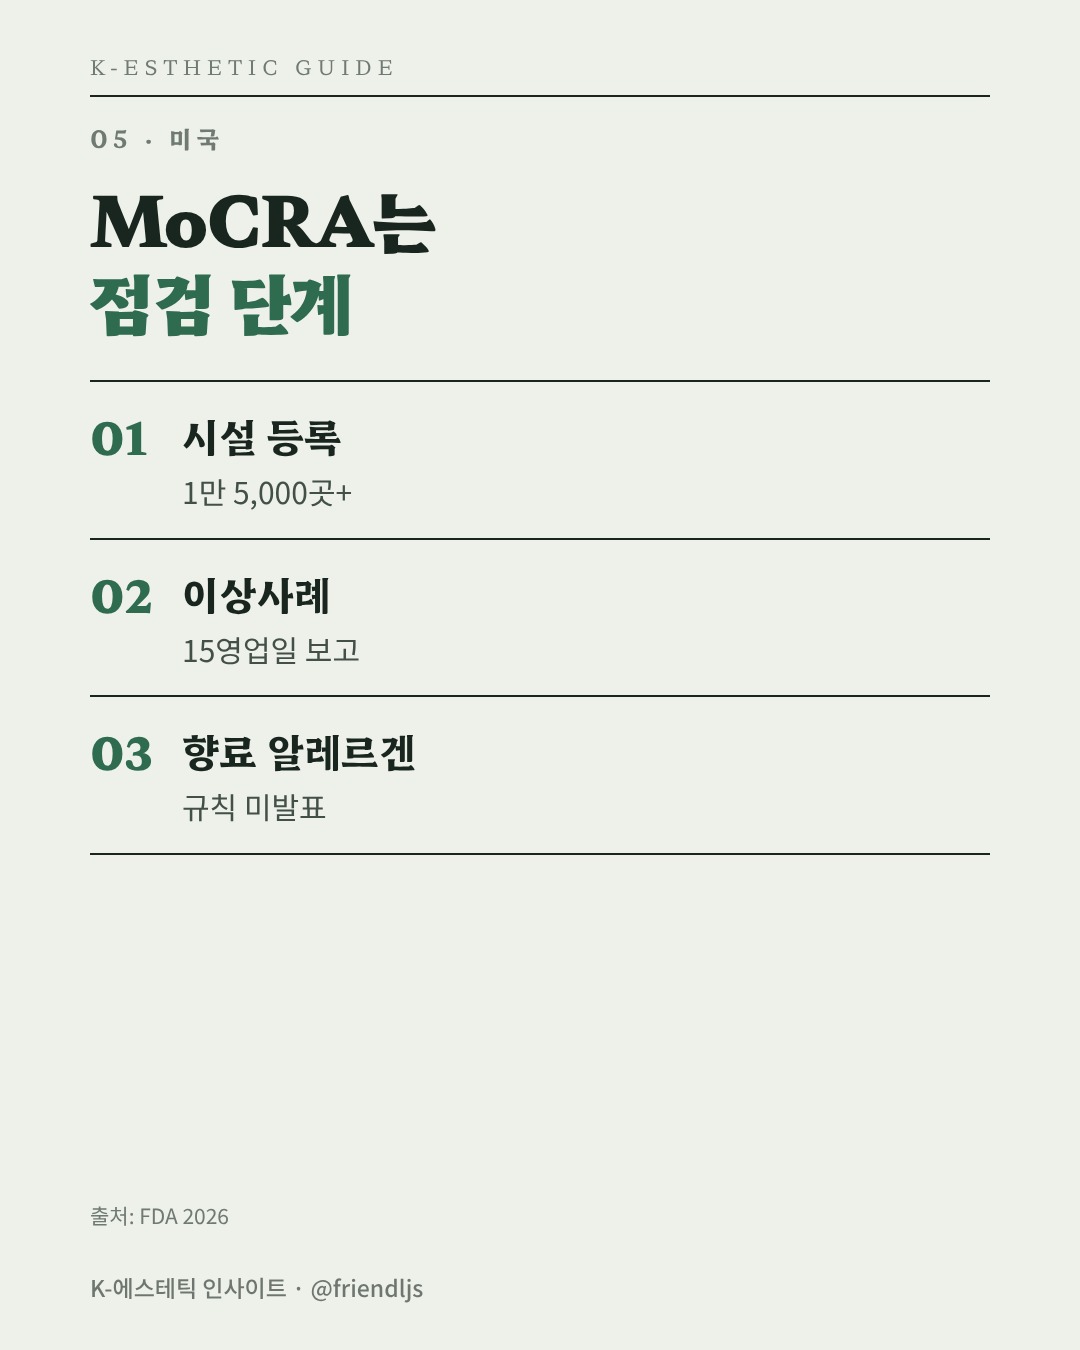 K-ESTHETIC GUIDE
05 · 미국
MoCRA는
점검 단계
01 시설 등록
1만 5,000곳+
02 이상사례
15영업일 보고
03 향료 알레르겐
규칙 미발표
출처: FDA 2026
K-에스테틱 인사이트 · @friendljs